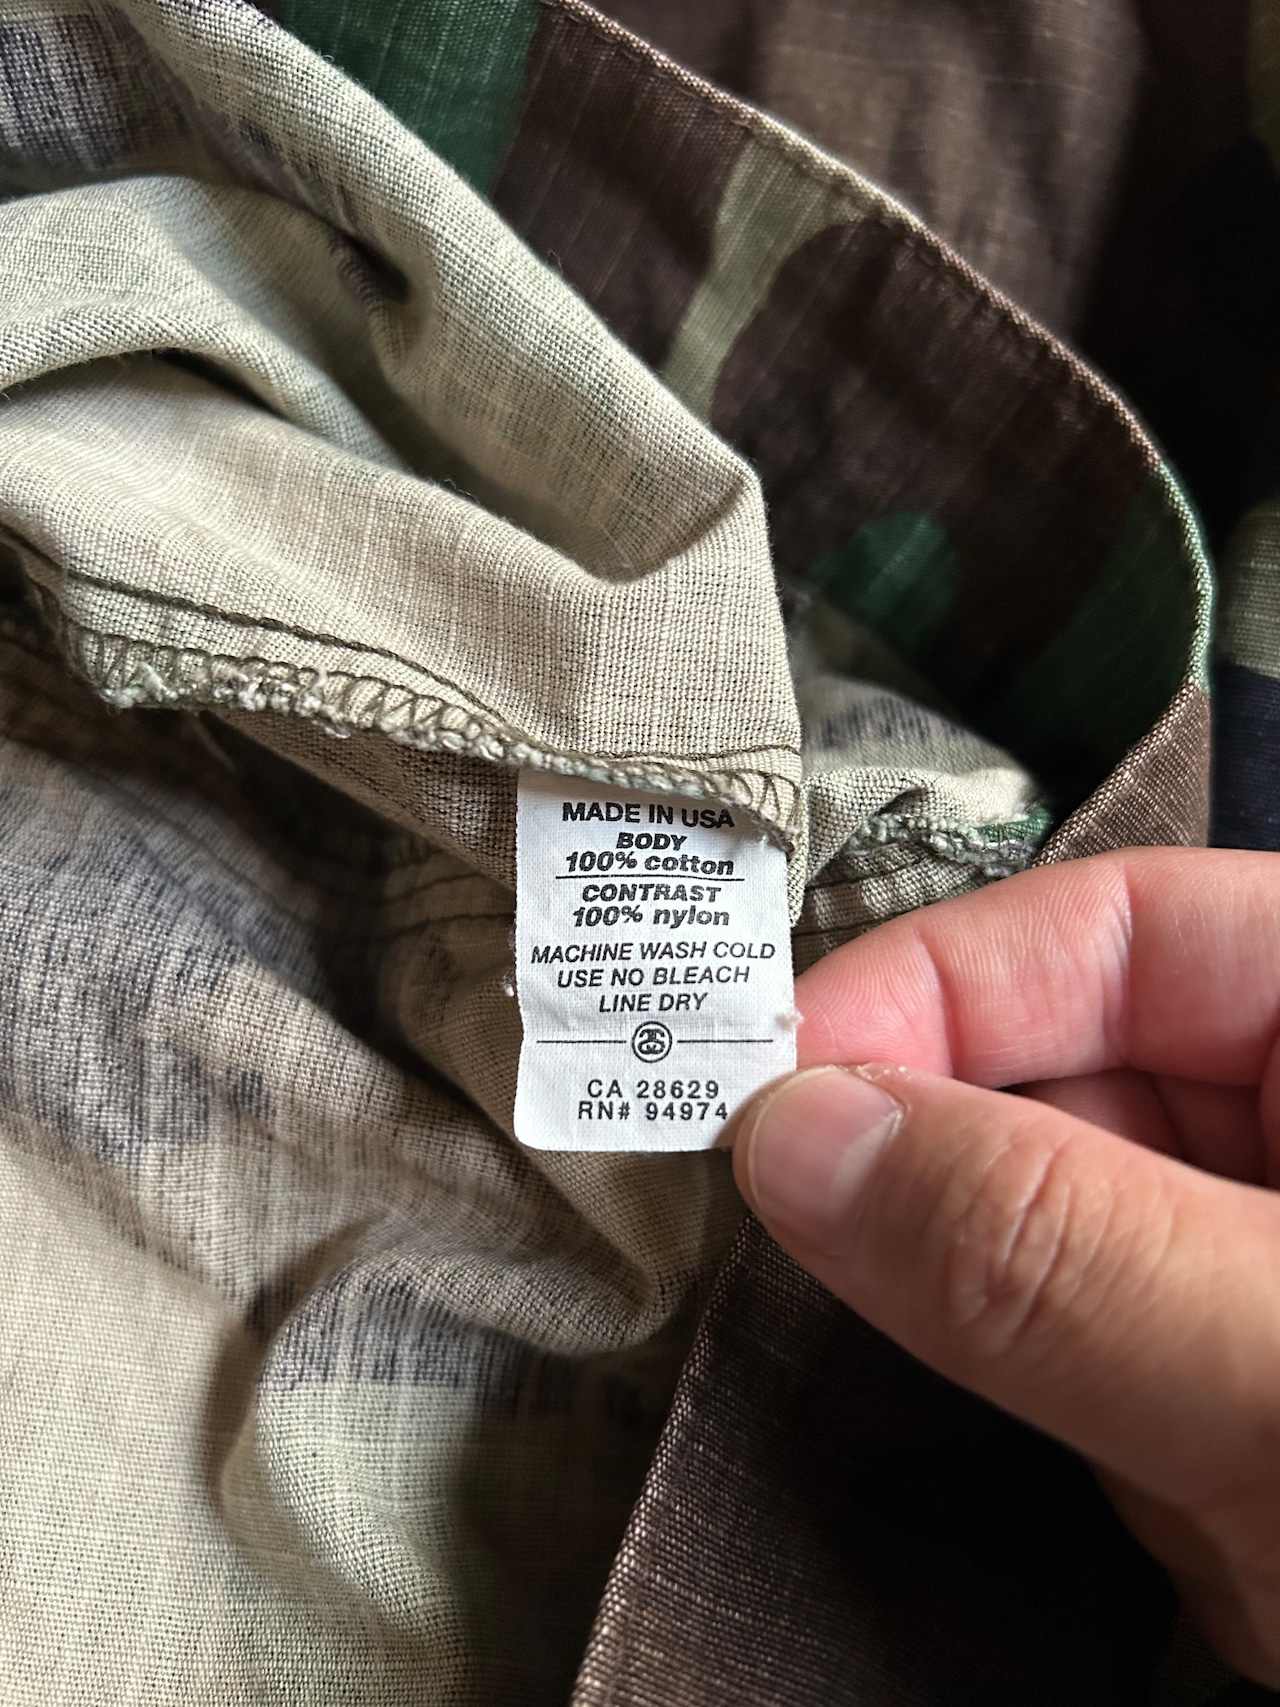 MADE IN USA
BODY
100% cotton
CONTRAST
100% nylon
MACHINE WASH COLD
USE NO BLEACH
LINE DRY
CA 28629
RN# 94974